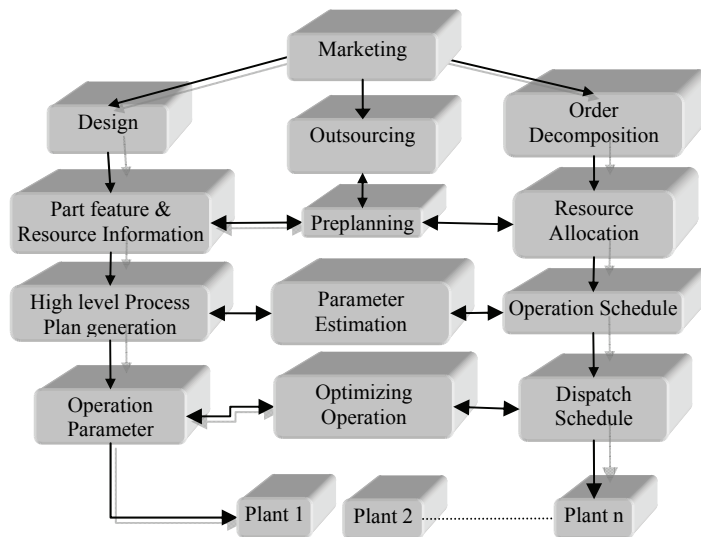 Marketing
Design
Outsourcing
Order
Decomposition
Part feature &
Resource Information
Preplanning
Resource
Allocation
High level Process
Plan generation
Parameter
Estimation
Operation Schedule
Operation
Parameter
Optimizing
Operation
Dispatch
Schedule
Plant 1
Plant 2
Plant n